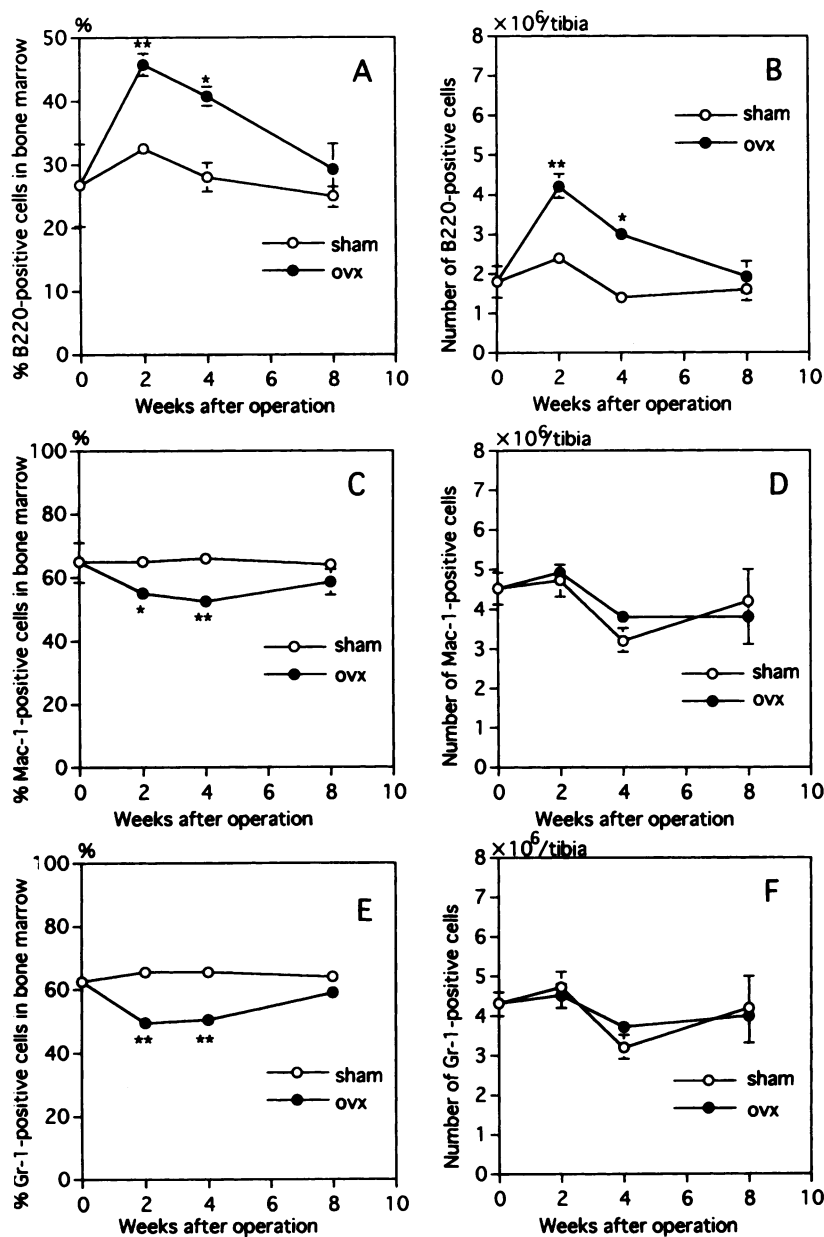 %
50
40
30
20
10
0
0 2 4 6 8 10
A
**
*
sham
ovx
% B220-positive cells in bone marrow
Weeks after operation
×10⁶/tibia
8
7
6
5
4
3
2
1
0
0 2 4 6 8 10
B
**
*
sham
ovx
Number of B220-positive cells
Weeks after operation
%
100
80
60
40
20
0
0 2 4 6 8 10
C
*
**
sham
ovx
% Mac-1-positive cells in bone marrow
Weeks after operation
×10⁶/tibia
8
7
6
5
4
3
2
1
0
0 2 4 6 8 10
D
sham
ovx
Number of Mac-1-positive cells
Weeks after operation
%
100
80
60
40
60
0
0 2 4 6 8 10
E
**
**
sham
ovx
% Gr-1-positive cells in bone marrow
Weeks after operation
×10⁶/tibia
8
7
6
5
4
3
2
1
0
0 2 4 6 8 10
F
sham
ovx
Number of Gr-1-positive cells
Weeks after operation